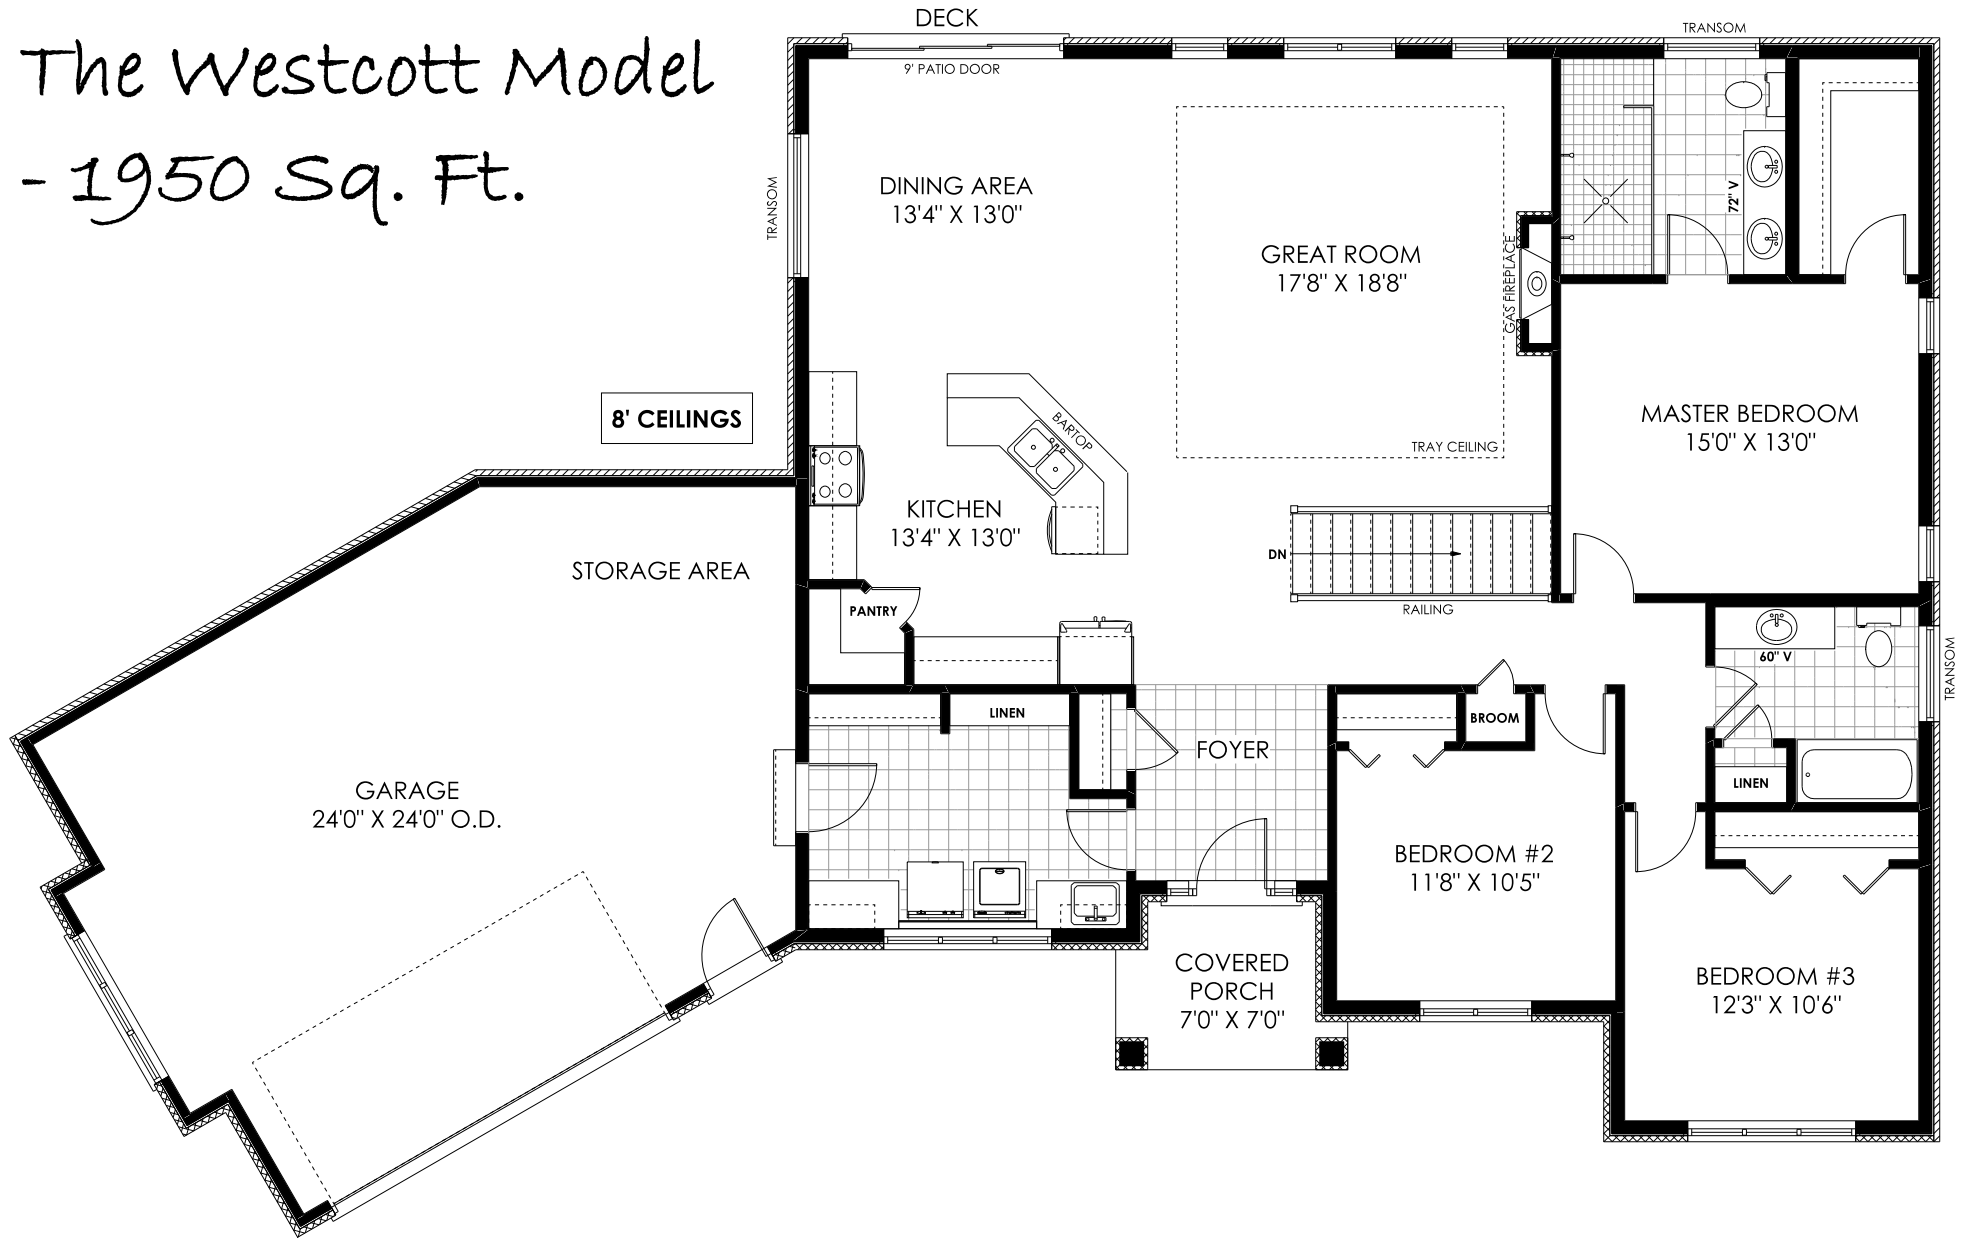 The Westcott Model
- 1950 Sq. Ft.
DECK
9' PATIO DOOR
TRANSOM
TRANSOM
DINING AREA
13'4" X 13'0"
GREAT ROOM
17'8" X 18'8"
GAS FIREPLACE
72" V
TRAY CEILING
MASTER BEDROOM
15'0" X 13'0"
8' CEILINGS
BARTOP
KITCHEN
13'4" X 13'0"
DN
RAILING
STORAGE AREA
PANTRY
60" V
TRANSOM
LINEN
BROOM
FOYER
LINEN
GARAGE
24'0" X 24'0" O.D.
BEDROOM #2
11'8" X 10'5"
COVERED
PORCH
7'0" X 7'0"
BEDROOM #3
12'3" X 10'6"